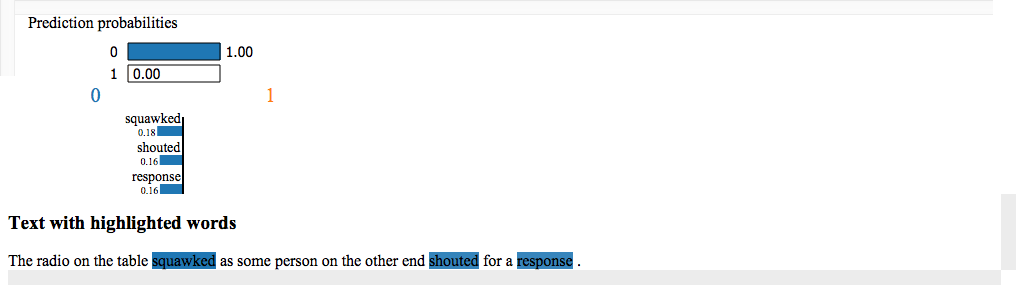 Prediction probabilities
0 1.00
1 0.00
0 1
squawked
0.18
shouted
0.16
response
0.16
Text with highlighted words
The radio on the table squawked as some person on the other end shouted for a response .